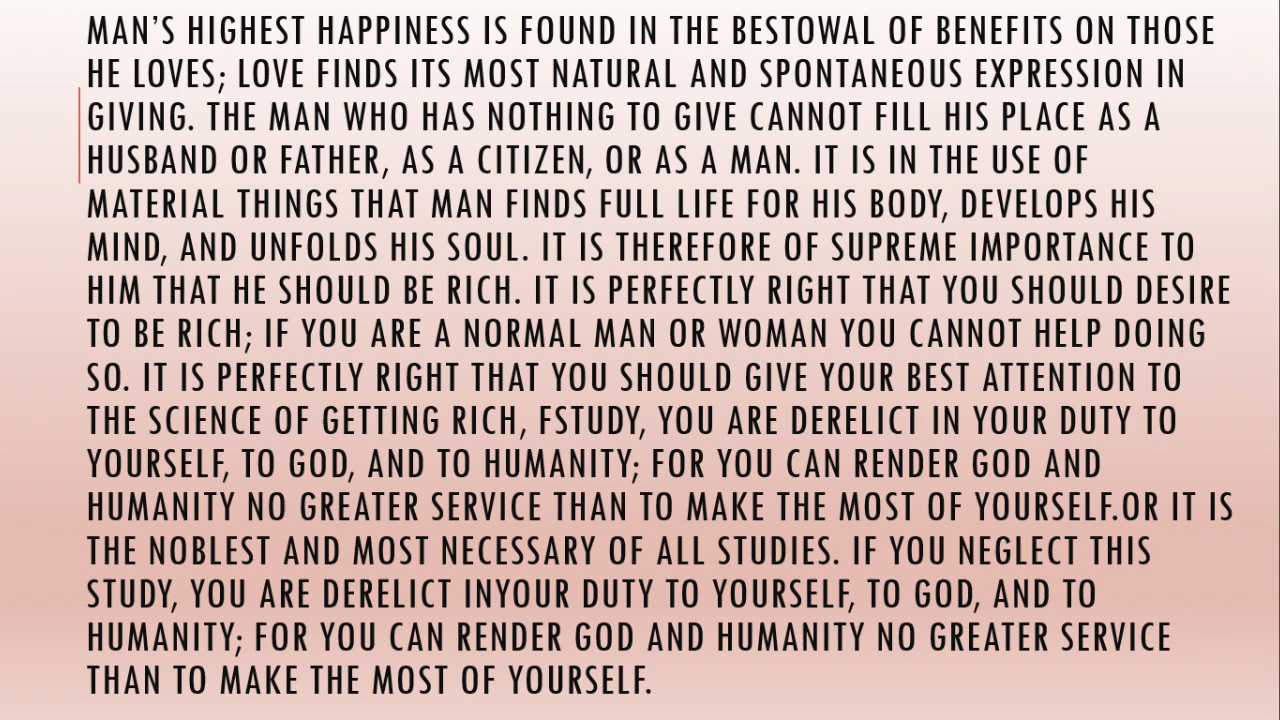 MAN’S HIGHEST HAPPINESS IS FOUND IN THE BESTOWAL OF BENEFITS ON THOSE
HE LOVES; LOVE FINDS ITS MOST NATURAL AND SPONTANEOUS EXPRESSION IN
GIVING. THE MAN WHO HAS NOTHING TO GIVE CANNOT FILL HIS PLACE AS A
HUSBAND OR FATHER, AS A CITIZEN, OR AS A MAN. IT IS IN THE USE OF
MATERIAL THINGS THAT MAN FINDS FULL LIFE FOR HIS BODY, DEVELOPS HIS
MIND, AND UNFOLDS HIS SOUL. IT IS THEREFORE OF SUPREME IMPORTANCE TO
HIM THAT HE SHOULD BE RICH. IT IS PERFECTLY RIGHT THAT YOU SHOULD DESIRE
TO BE RICH; IF YOU ARE A NORMAL MAN OR WOMAN YOU CANNOT HELP DOING
SO. IT IS PERFECTLY RIGHT THAT YOU SHOULD GIVE YOUR BEST ATTENTION TO
THE SCIENCE OF GETTING RICH, FSTUDY, YOU ARE DERELICT IN YOUR DUTY TO
YOURSELF, TO GOD, AND TO HUMANITY; FOR YOU CAN RENDER GOD AND
HUMANITY NO GREATER SERVICE THAN TO MAKE THE MOST OF YOURSELF.OR IT IS
THE NOBLEST AND MOST NECESSARY OF ALL STUDIES. IF YOU NEGLECT THIS
STUDY, YOU ARE DERELICT INYOUR DUTY TO YOURSELF, TO GOD, AND TO
HUMANITY; FOR YOU CAN RENDER GOD AND HUMANITY NO GREATER SERVICE
THAN TO MAKE THE MOST OF YOURSELF.